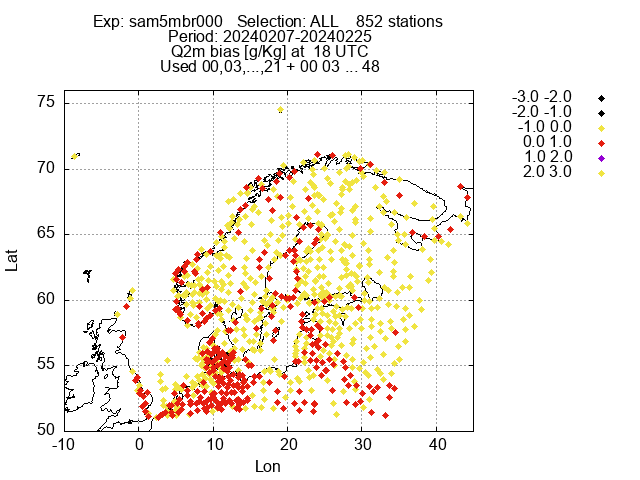 Exp: sam5mbr000 Selection: ALL 852 stations
Period: 20240207-20240225
Q2m bias [g/Kg] at 18 UTC
Used 00,03,...,21 + 00 03 ... 48
-3.0 -2.0
-2.0 -1.0
-1.0 0.0
0.0 1.0
1.0 2.0
2.0 3.0
75
70
65
60
55
50
Lat
-10 0 10 20 30 40
Lon